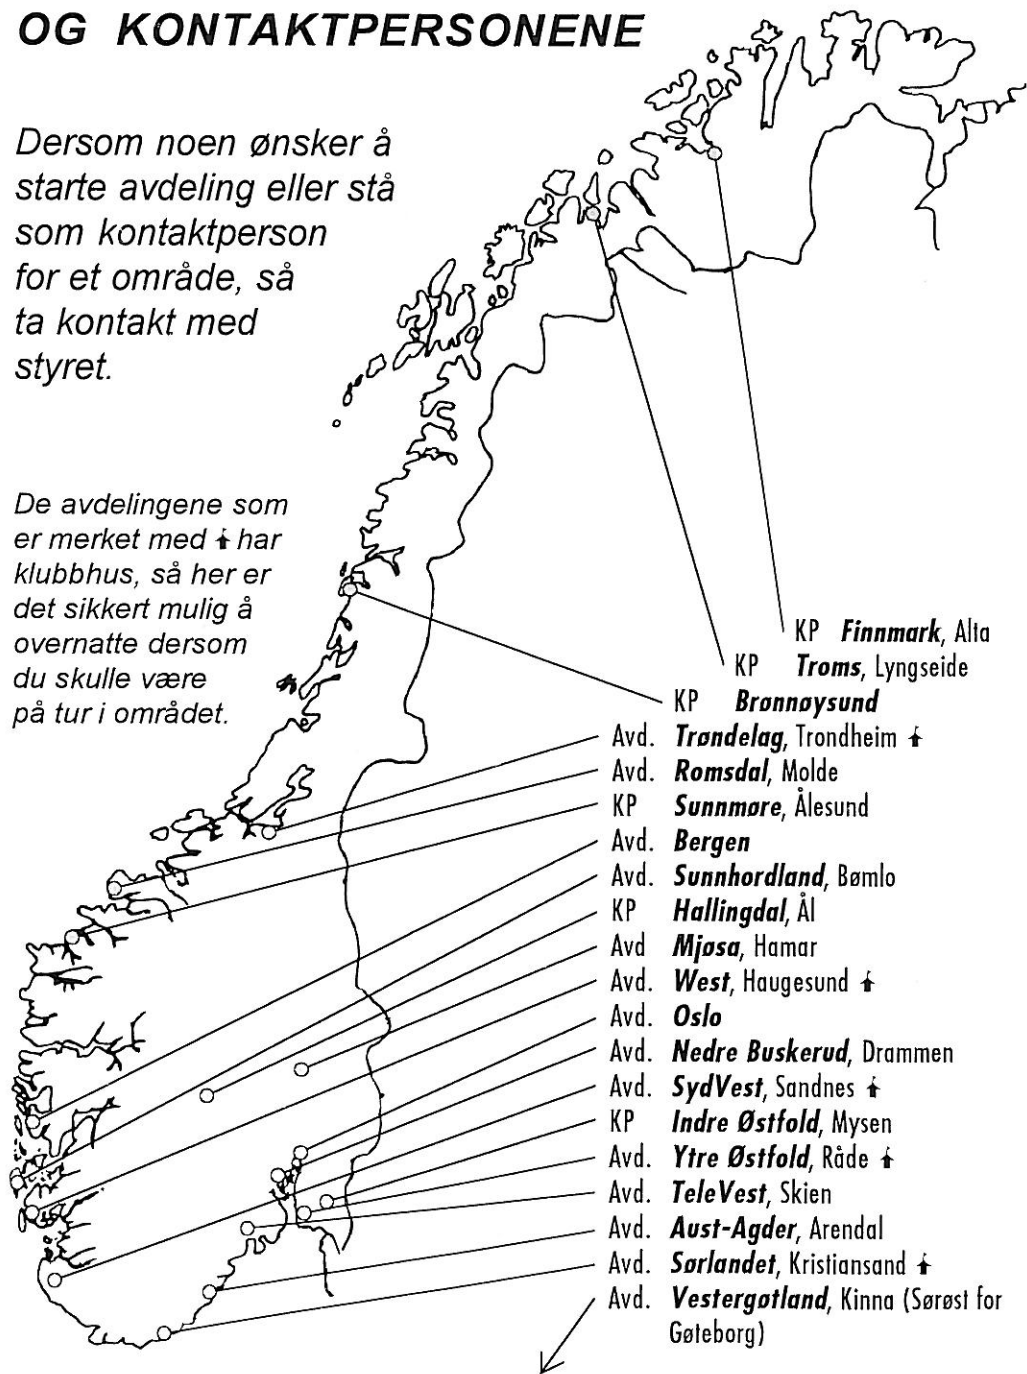 OG KONTAKTPERSONENE
Dersom noen ønsker å
starte avdeling eller stå
som kontaktperson
for et område, så
ta kontakt med
styret.
De avdelingene som
er merket med har
klubbhus, så her er
det sikkert mulig å
overnatte dersom
du skulle være
på tur i området.
KP Finnmark, Alta
KP Troms, Lyngseide
KP Brønnøysund
Avd. Trøndelag, Trondheim
Avd. Romsdal, Molde
KP Sunnmøre, Ålesund
Avd. Bergen
Avd. Sunnhordland, Bømlo
KP Hallingdal, Ål
Avd Mjøsa, Hamar
Avd. West, Haugesund
Avd. Oslo
Avd. Nedre Buskerud, Drammen
Avd. SydVest, Sandnes
KP Indre Østfold, Mysen
Avd. Ytre Østfold, Råde
Avd. TeleVest, Skien
Avd. Aust-Agder, Arendal
Avd. Sørlandet, Kristiansand
Avd. Vestergøtland, Kinna (Sørøst for
Gøteborg)